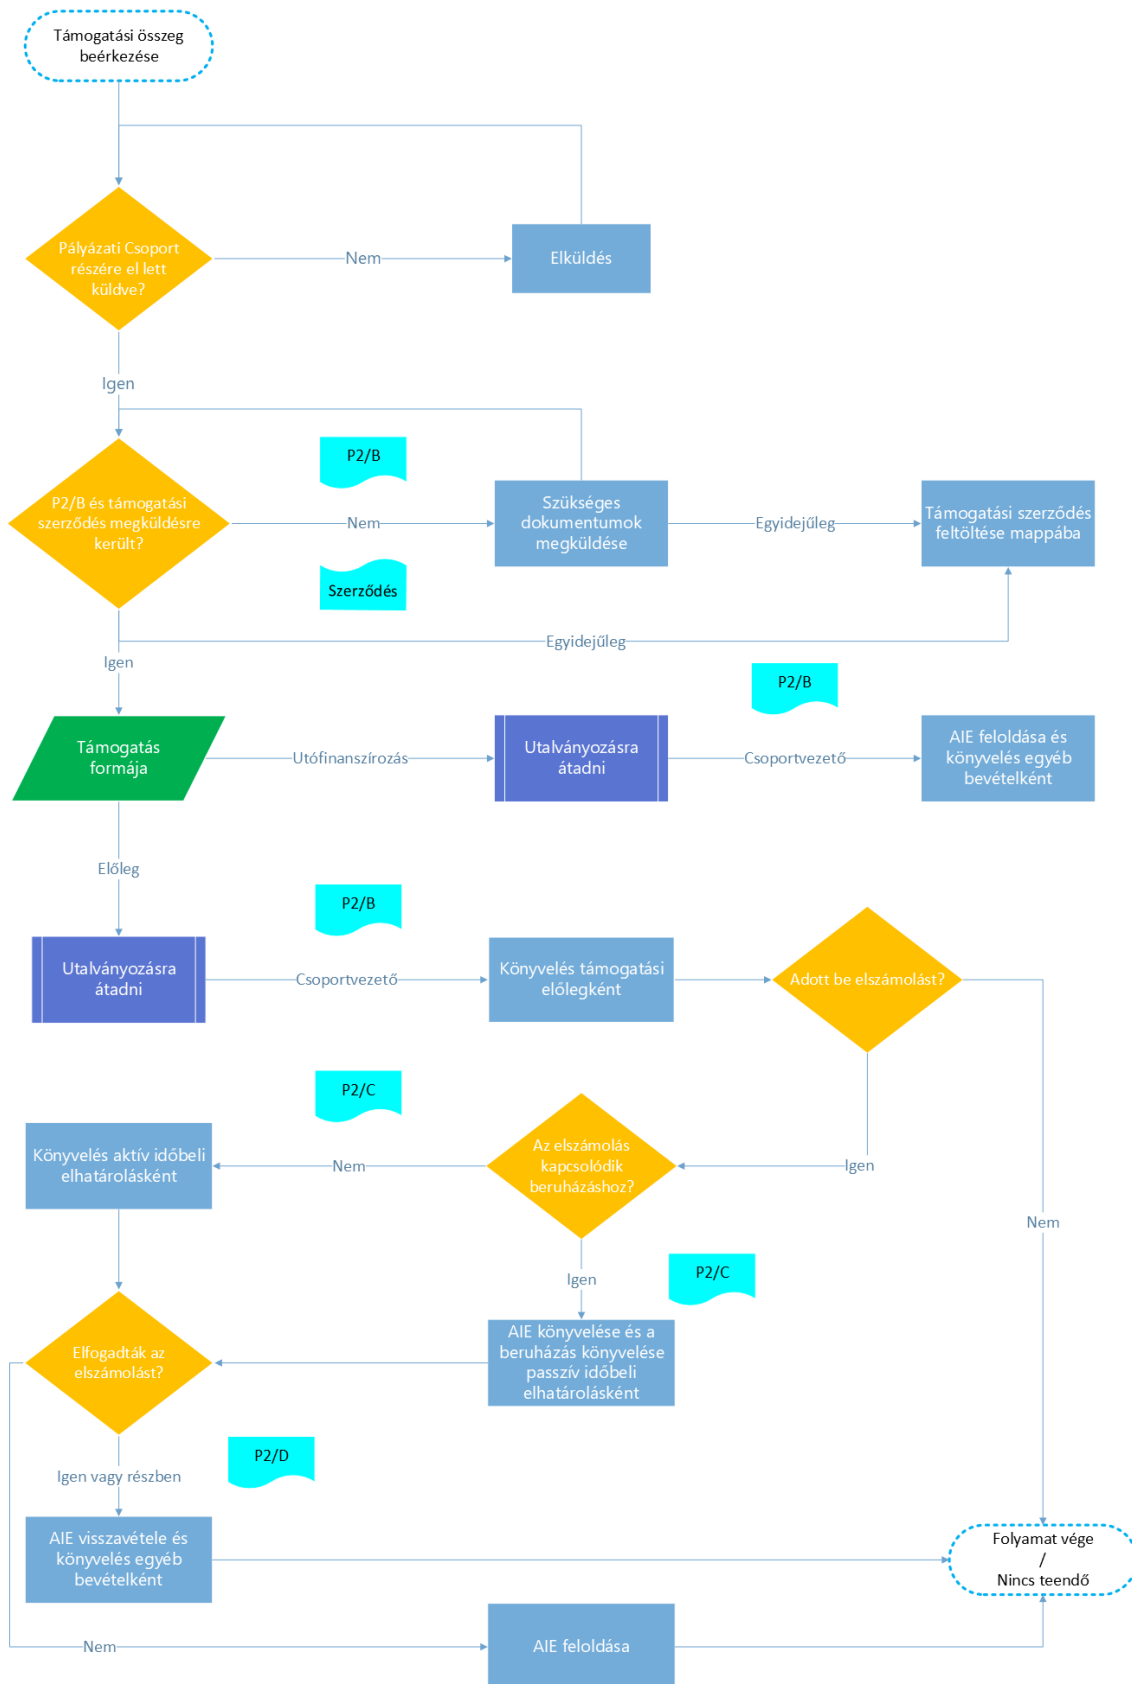 Támogatási összeg
beérkezése
Pályázati Csoport
részére el lett
küldve?
Nem
Elküldés
Igen
P2/B és támogatási
szerződés megküldésre
került?
P2/B
Nem
Szerződés
Szükséges
dokumentumok
megküldése
Egyidejűleg
Támogatási szerződés
feltöltése mappába
Egyidejűleg
Igen
Támogatás
formája
Utófinanszírozás
Utalványozásra
átadni
P2/B
Csoportvezető
AIE feloldása és
könyvelés egyéb
bevételként
Előleg
Utalványozásra
átadni
P2/B
Csoportvezető
Könyvelés támogatási
előlegként
Adott be elszámolást?
Igen
Nem
Az elszámolás
kapcsolódik
beruházáshoz?
P2/C
Nem
Könyvelés aktív időbeli
elhatárolásként
Igen
P2/C
AIE könyvelése és a
beruházás könyvelése
passzív időbeli
elhatárolásként
Elfogadták az
elszámolást?
Igen vagy részben
P2/D
AIE visszavétele és
könyvelés egyéb
bevételként
Nem
AIE feloldása
Folyamat vége
/
Nincs teendő